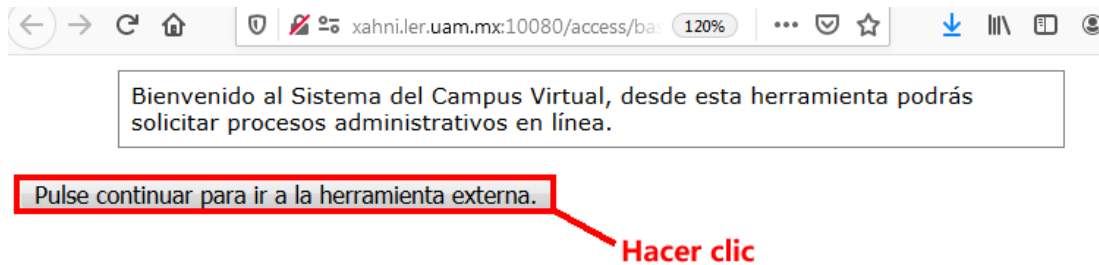 xahni.ler.uam.mx:10080/access/bas 120%
Bienvenido al Sistema del Campus Virtual, desde esta herramienta podrás
solicitar procesos administrativos en línea.
Pulse continuar para ir a la herramienta externa.
Hacer clic